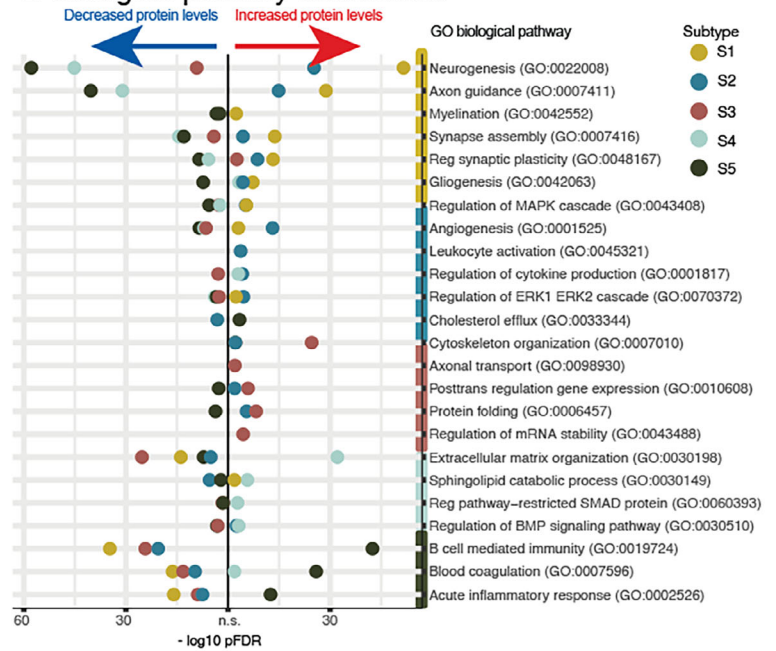 Decreased protein levels
Increased protein levels
GO biological pathway
Subtype
S1
S2
S3
S4
S5
Neurogenesis (GO:0022008)
Axon guidance (GO:0007411)
Myelination (GO:0042552)
Synapse assembly (GO:0007416)
Reg synaptic plasticity (GO:0048167)
Gliogenesis (GO:0042063)
Regulation of MAPK cascade (GO:0043408)
Angiogenesis (GO:0001525)
Leukocyte activation (GO:0045321)
Regulation of cytokine production (GO:0001817)
Regulation of ERK1 ERK2 cascade (GO:0070372)
Cholesterol efflux (GO:0033344)
Cytoskeleton organization (GO:0007010)
Axonal transport (GO:0098930)
Posttrans regulation gene expression (GO:0010608)
Protein folding (GO:0006457)
Regulation of mRNA stability (GO:0043488)
Extracellular matrix organization (GO:0030198)
Sphingolipid catabolic process (GO:0030149)
Reg pathway–restricted SMAD protein (GO:0060393)
Regulation of BMP signaling pathway (GO:0030510)
B cell mediated immunity (GO:0019724)
Blood coagulation (GO:0007596)
Acute inflammatory response (GO:0002526)
60 30 n.s. 30
- log10 pFDR